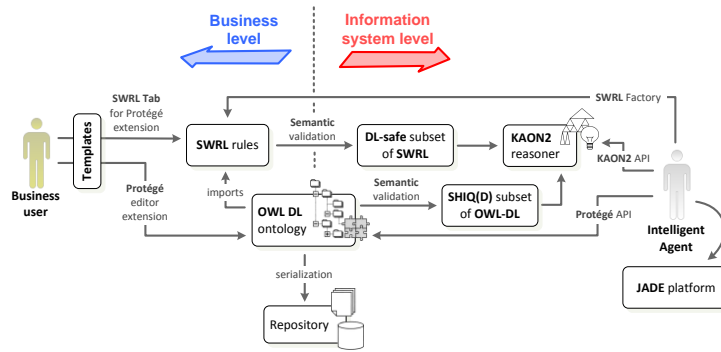 Business
level
Information
system level
SWRL Tab
for Protégé
extension
SWRL Factory
Templates
SWRL rules
Semantic
validation
DL-safe subset
of SWRL
KAON2
reasoner
KAON2 API
Business
user
Protégé
editor
extension
imports
OWL DL
ontology
Semantic
validation
SHIQ(D) subset
of OWL-DL
Protégé API
Intelligent
Agent
serialization
JADE platform
Repository